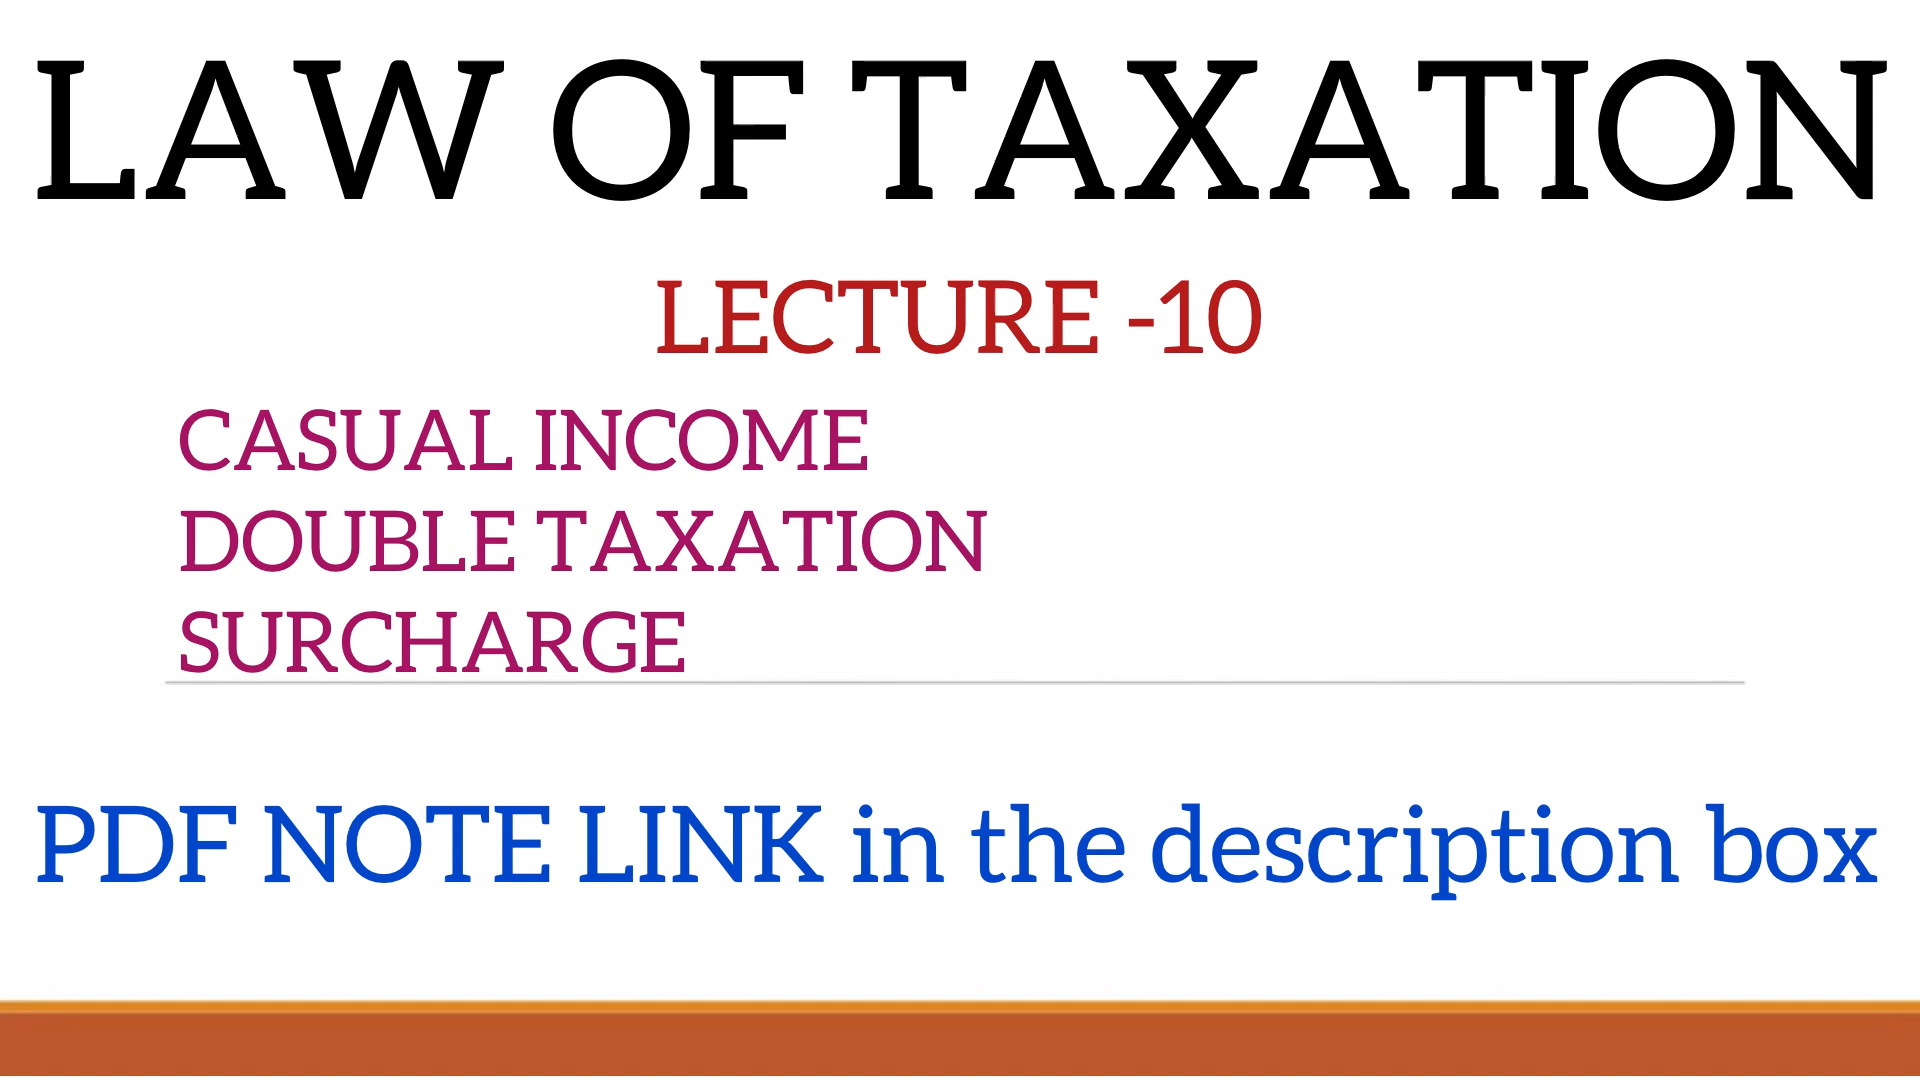 LAW OF TAXATION
LECTURE -10
CASUAL INCOME
DOUBLE TAXATION
SURCHARGE
PDF NOTE LINK in the description box